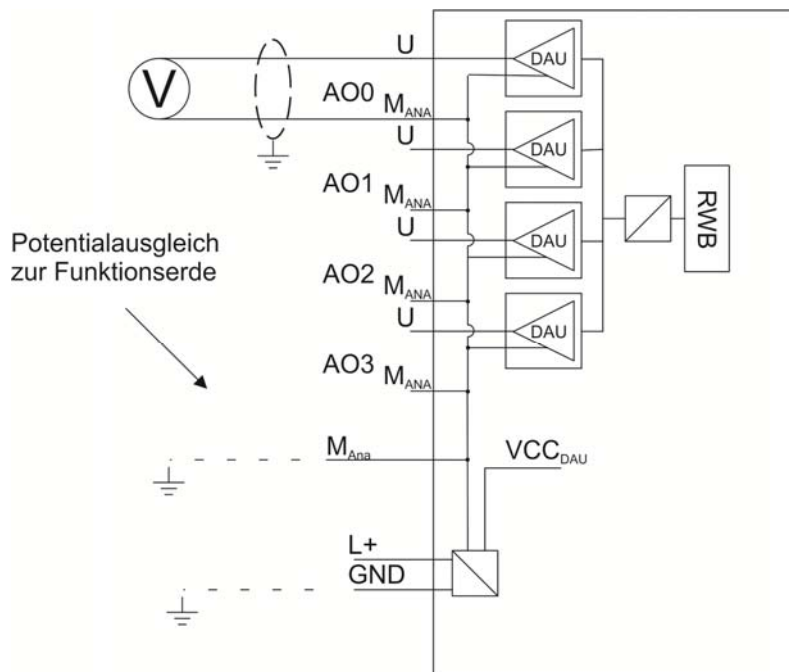 U
DAU
V
AO0
M_ANA
U
DAU
AO1
M_ANA
U
DAU
RWB
Potentialausgleich
zur Funktionserde
AO2
M_ANA
U
DAU
AO3
M_ANA
M_Ana
VCC_DAU
L+
GND